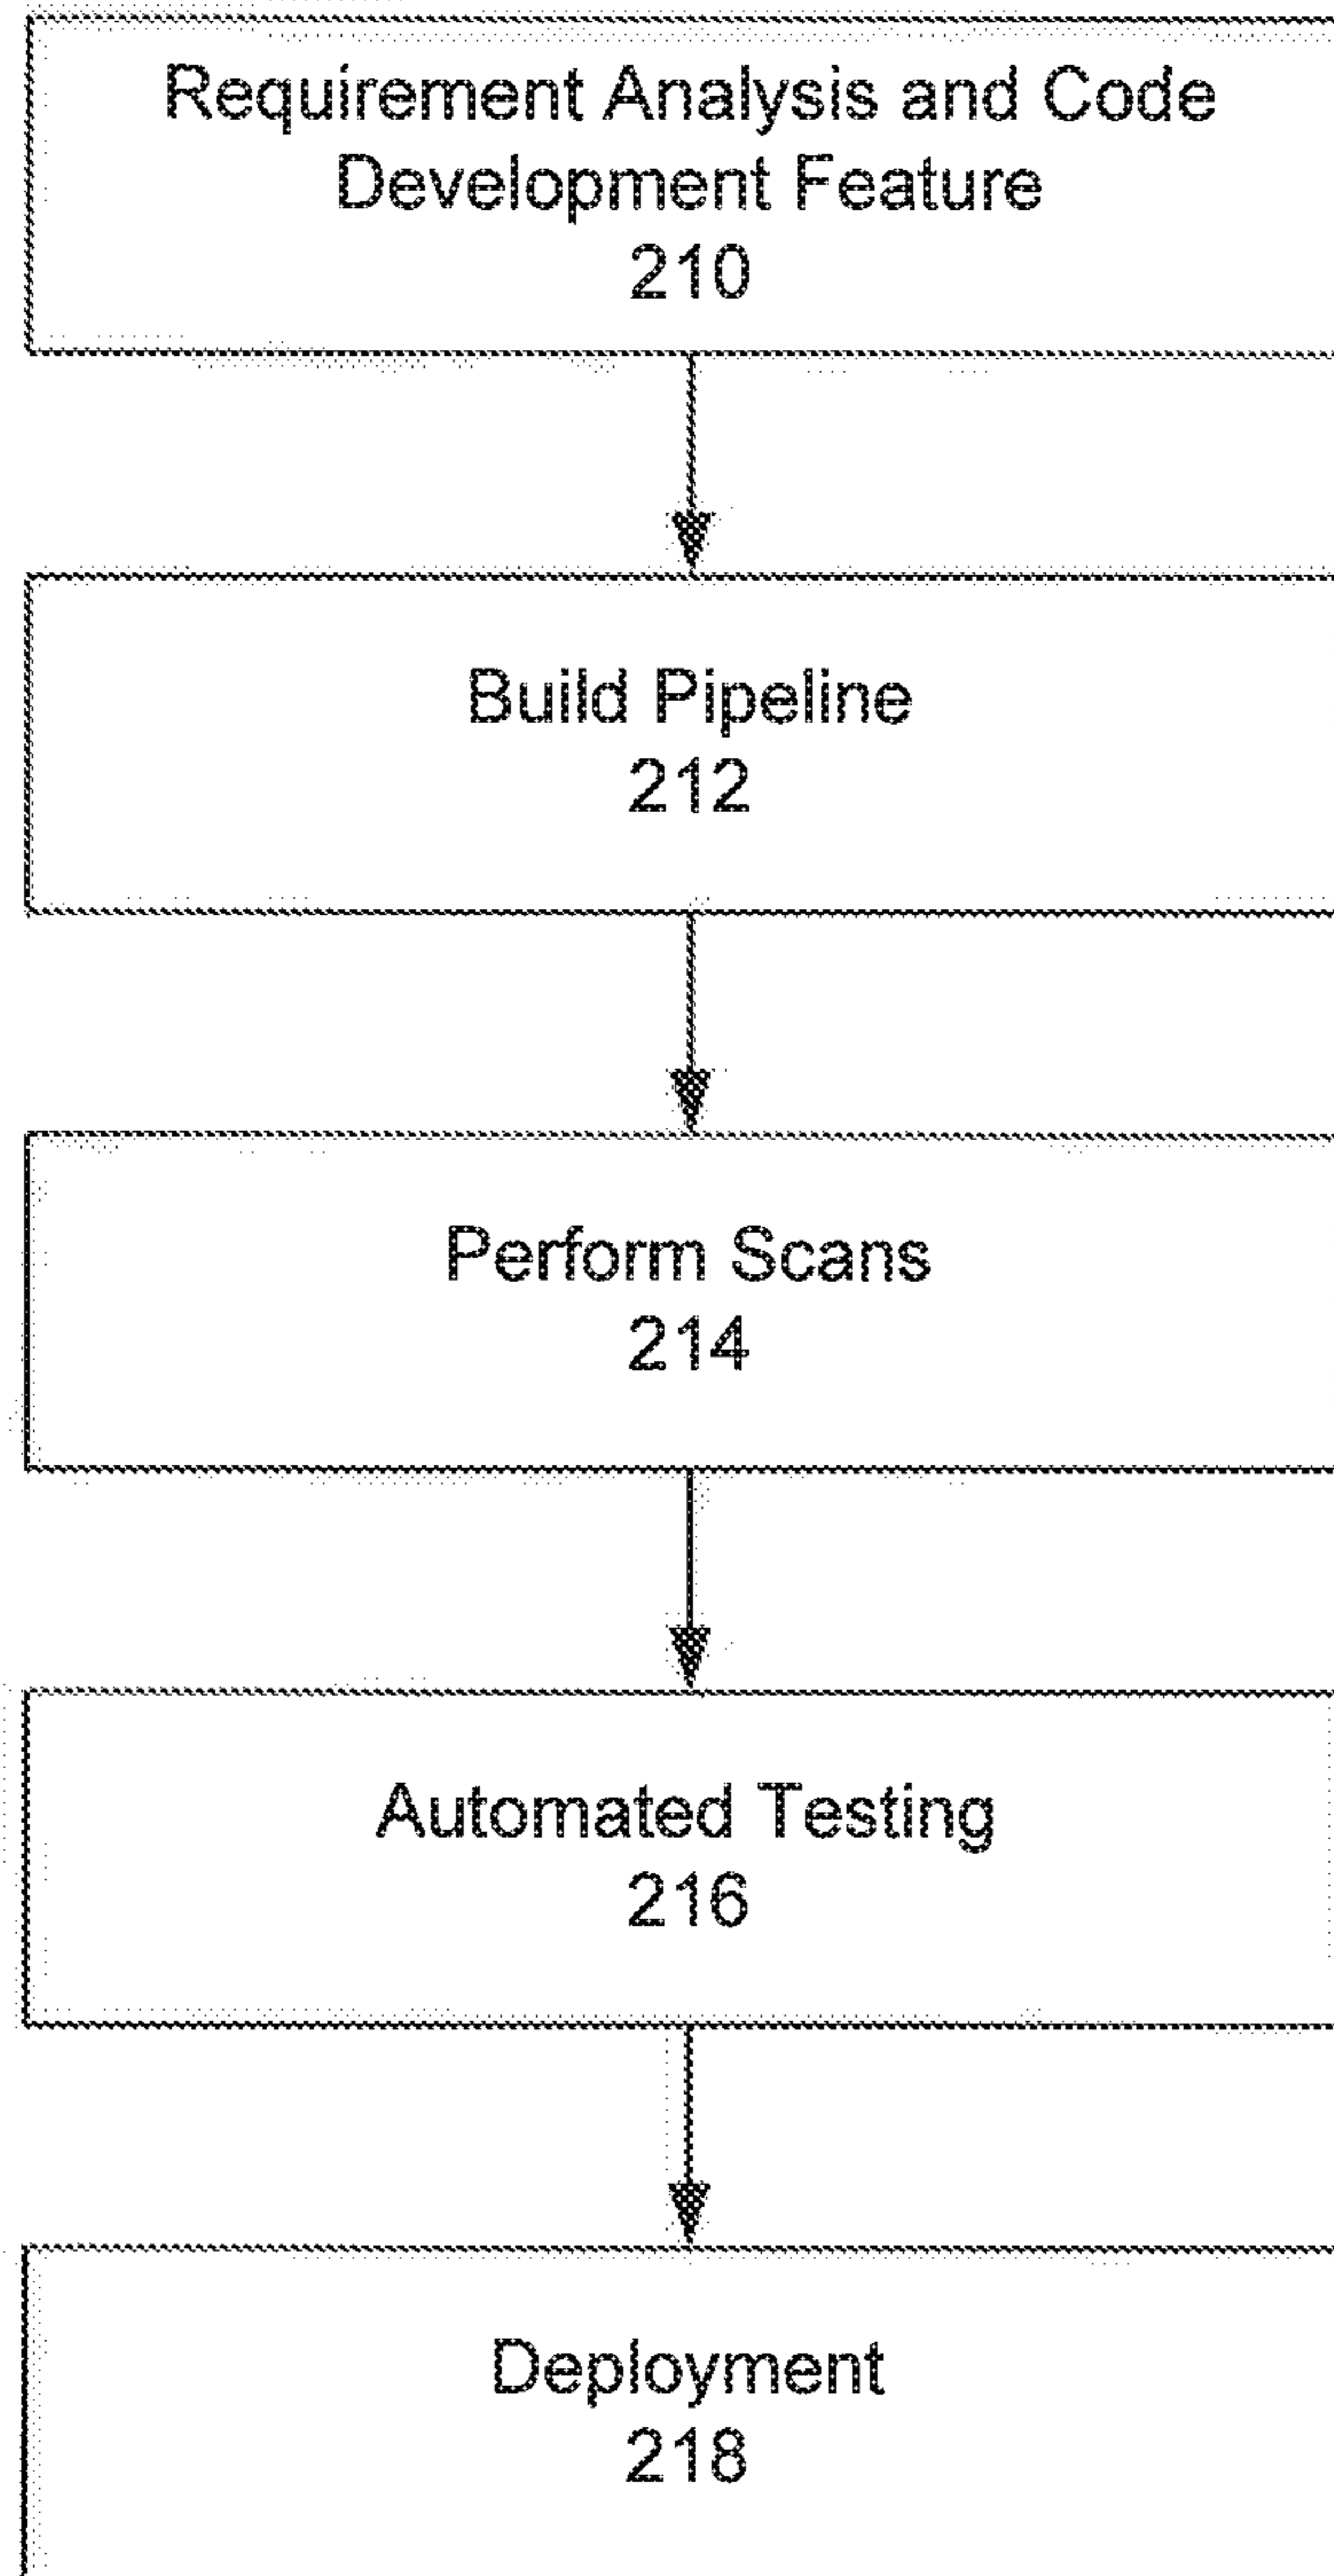 Requirement Analysis and Code
Development Feature
210
Build Pipeline
212
Perform Scans
214
Automated Testing
216
Deployment
218